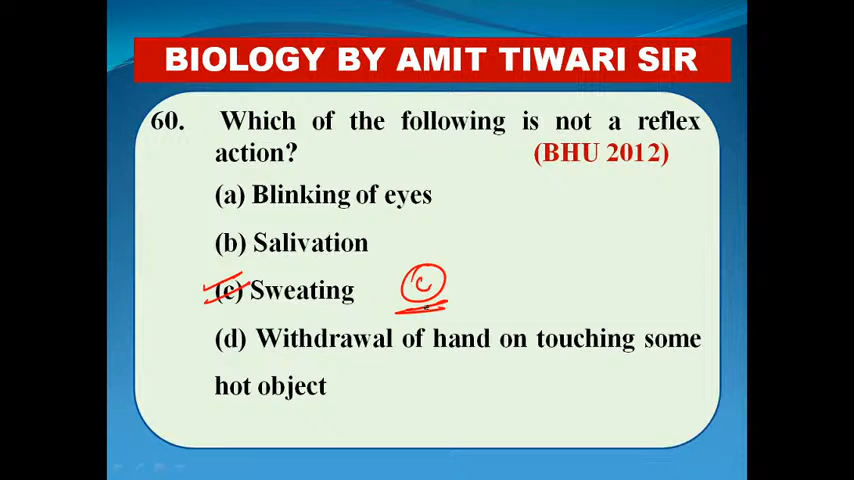 BIOLOGY BY AMIT TIWARI SIR
60. Which of the following is not a reflex
action? (BHU 2012)
(a) Blinking of eyes
(b) Salivation
(c) Sweating c
(d) Withdrawal of hand on touching some
hot object